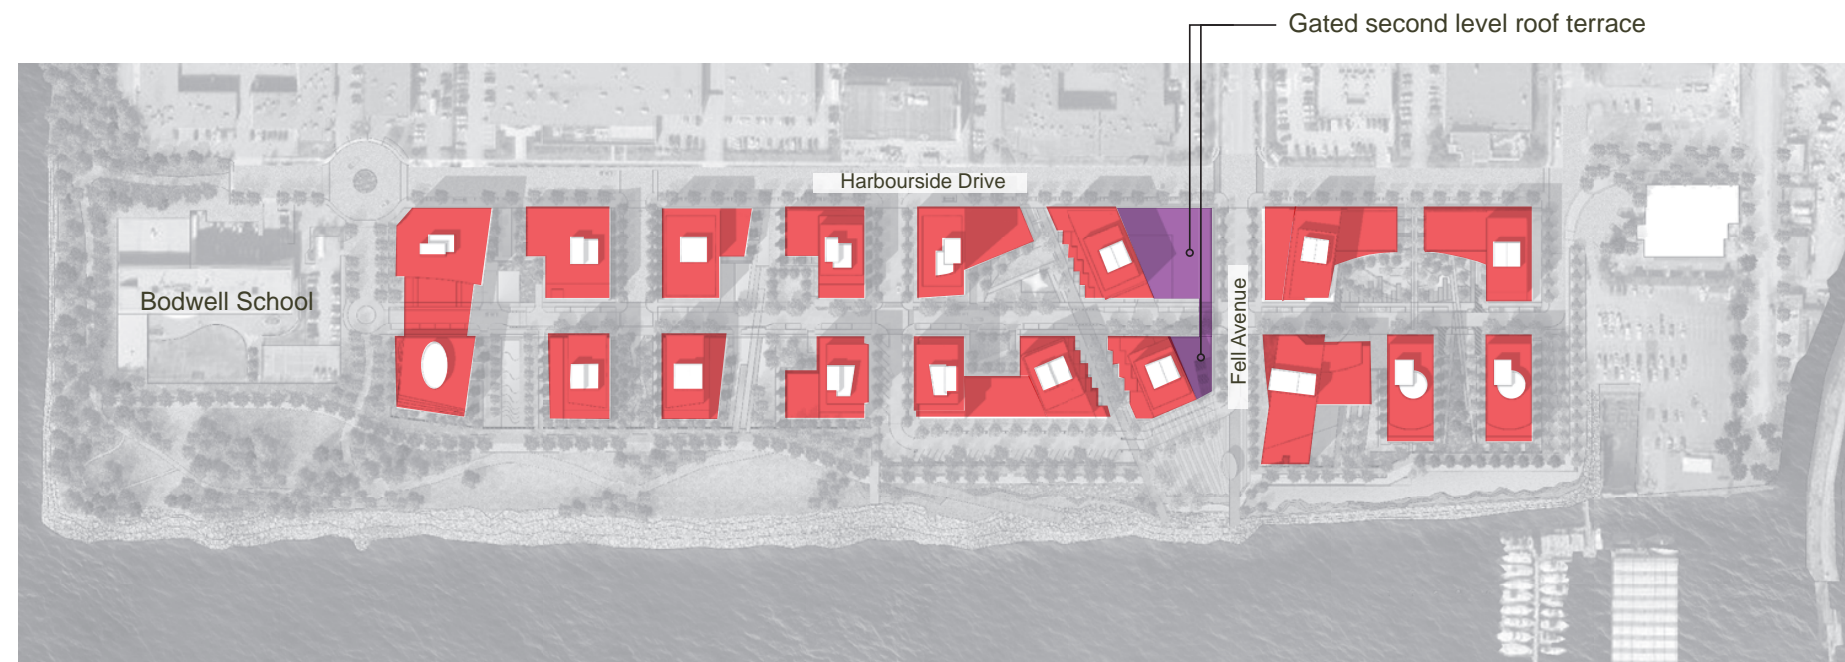 Gated second level roof terrace
Harbourside Drive
Bodwell School
Fell Avenue